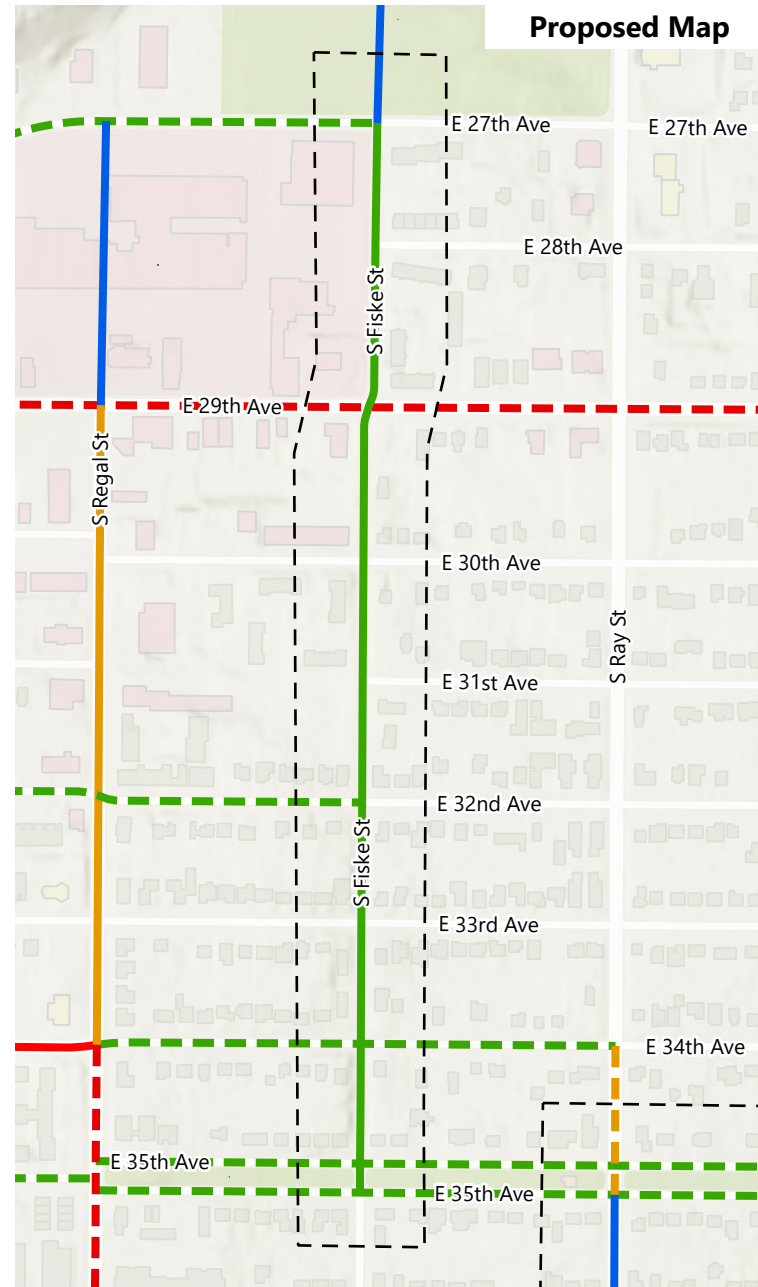 Proposed Map
E 27th Ave
E 27th Ave
E 28th Ave
S Fiske St
E 29th Ave
S Regal St
E 30th Ave
S Ray St
E 31st Ave
E 32nd Ave
S Fiske St
E 33rd Ave
E 34th Ave
E 35th Ave
E 35th Ave